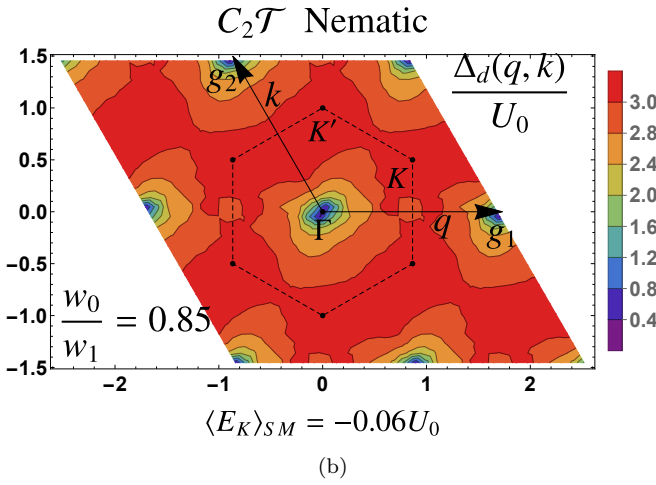 C₂𝒯 Nematic
Δ_d(q, k)
U₀
g₂
k
K′
K
Γ
q
g₁
w₀
w₁
= 0.85
1.5
1.0
0.5
0.0
−0.5
−1.0
−1.5
−2
−1
0
1
2
3.0
2.6
2.4
2.0
1.6
1.2
0.8
0.4
⟨E_K⟩_SM = −0.06U₀
(b)